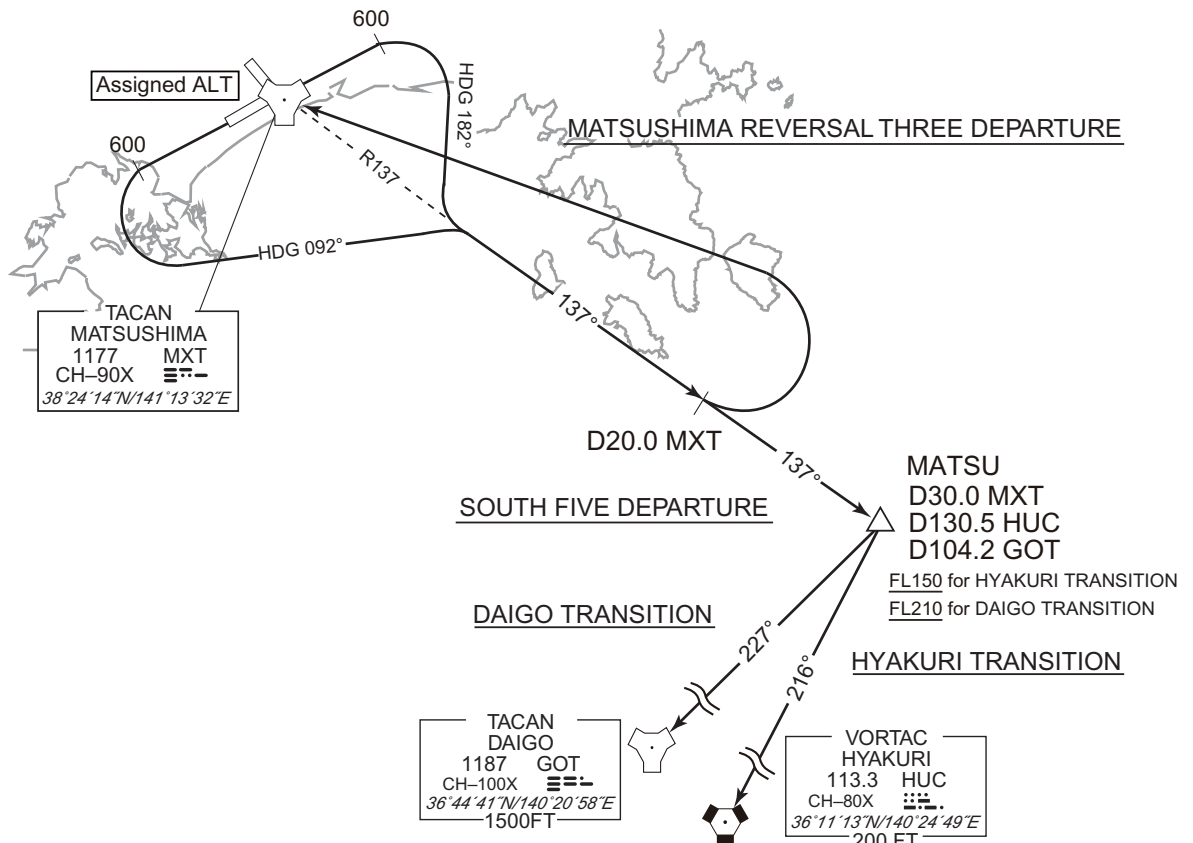 600
Assigned ALT
HDG 182°
MATSUSHIMA REVERSAL THREE DEPARTURE
600
R137
HDG 092°
137°
TACAN
MATSUSHIMA
1177 MXT
CH–90X
38°24´14˝N/141°13´32˝E
D20.0 MXT
137°
MATSU
D30.0 MXT
D130.5 HUC
D104.2 GOT
FL150 for HYAKURI TRANSITION
FL210 for DAIGO TRANSITION
SOUTH FIVE DEPARTURE
DAIGO TRANSITION
227°
216°
HYAKURI TRANSITION
TACAN
DAIGO
1187 GOT
CH–100X
36°44´41˝N/140°20´58˝E
1500FT
VORTAC
HYAKURI
113.3 HUC
CH–80X
36°11´13˝N/140°24´49˝E
200 FT